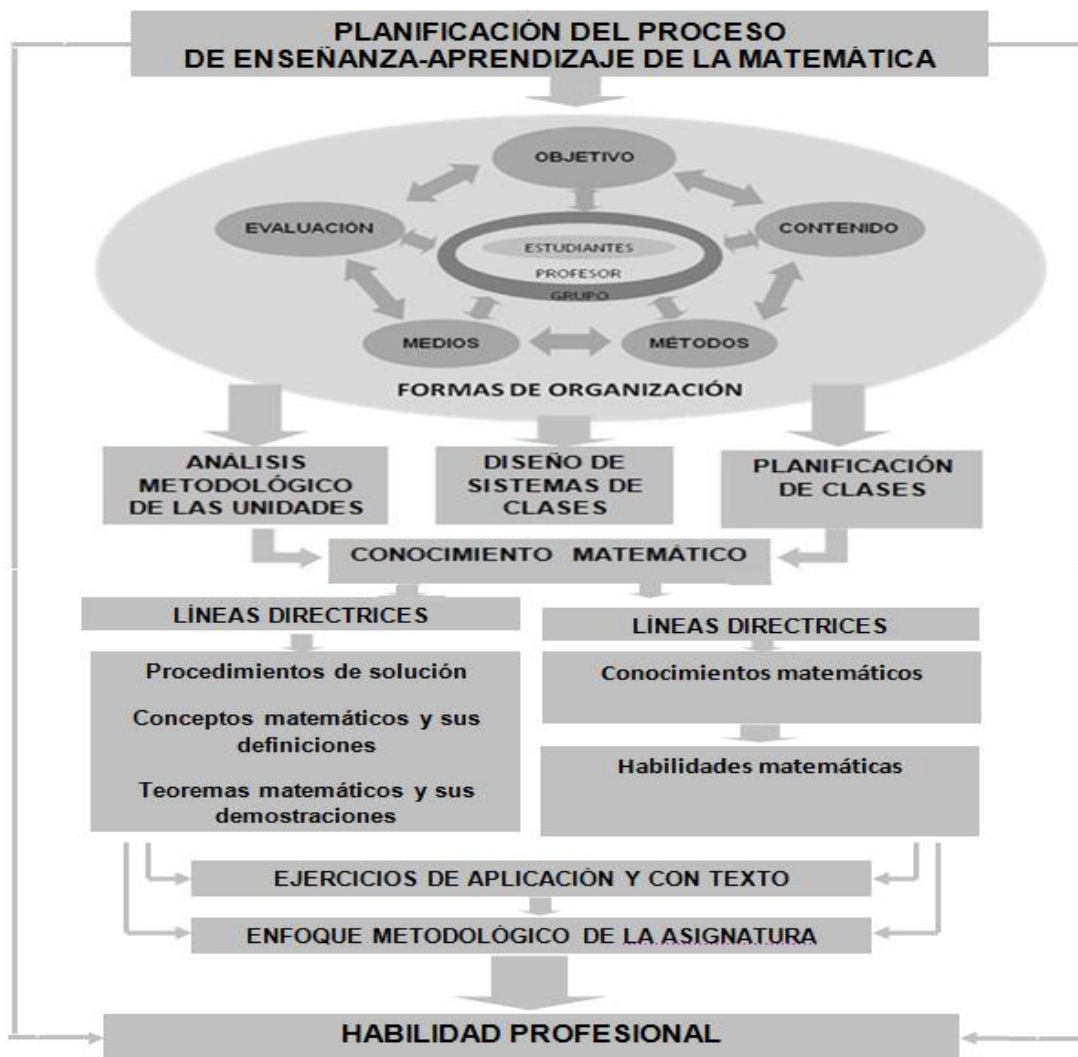 PLANIFICACIÓN DEL PROCESO
DE ENSEÑANZA-APRENDIZAJE DE LA MATEMÁTICA
OBJETIVO
EVALUACIÓN
CONTENIDO
ESTUDIANTES
PROFESOR
GRUPO
MEDIOS
MÉTODOS
FORMAS DE ORGANIZACIÓN
ANÁLISIS
METODOLÓGICO
DE LAS UNIDADES
DISEÑO DE
SISTEMAS DE
CLASES
PLANIFICACIÓN
DE CLASES
CONOCIMIENTO MATEMÁTICO
LÍNEAS DIRECTRICES
Procedimientos de solución
Conceptos matemáticos y sus
definiciones
Teoremas matemáticos y sus
demostraciones
LÍNEAS DIRECTRICES
Conocimientos matemáticos
Habilidades matemáticas
EJERCICIOS DE APLICACIÓN Y CON TEXTO
ENFOQUE METODOLÓGICO DE LA ASIGNATURA
HABILIDAD PROFESIONAL